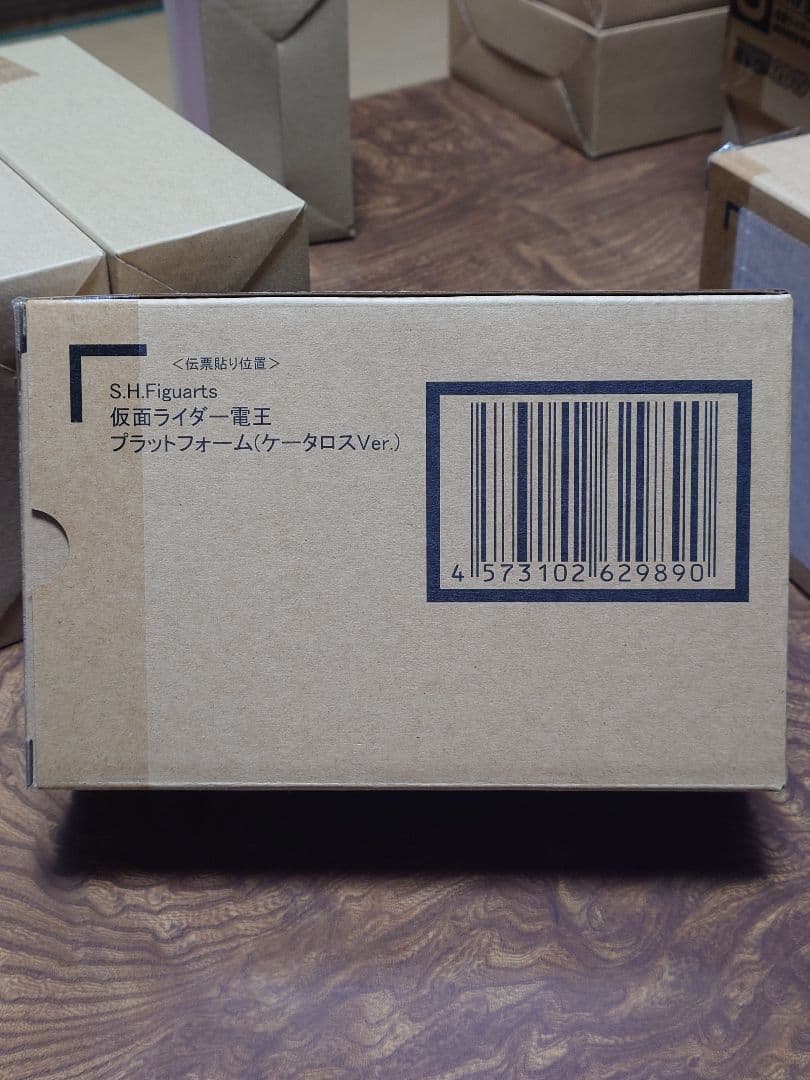 ＜伝票貼り位置＞
S.H.Figuarts
仮面ライダー電王
プラットフォーム(ケータロスVer.)
4 573102 629890